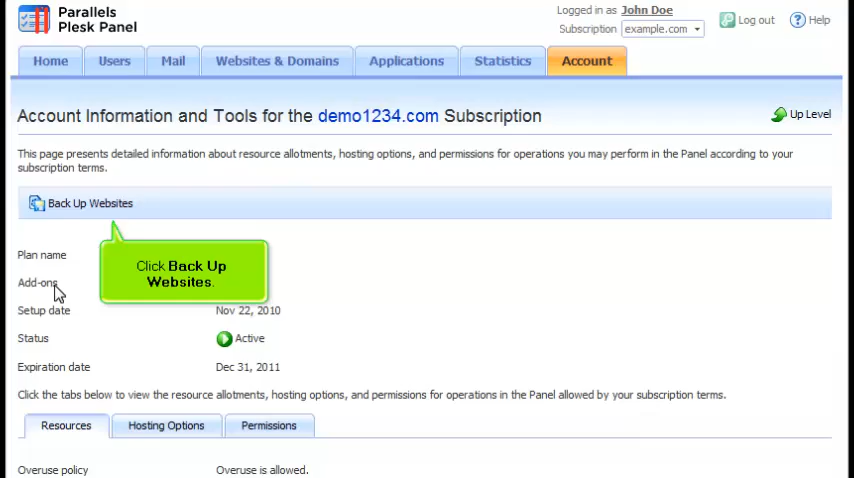 Parallels
Plesk Panel
Logged in as John Doe
Subscription example.com
Log out
Help
Home
Users
Mail
Websites & Domains
Applications
Statistics
Account
Account Information and Tools for the demo1234.com Subscription
Up Level
This page presents detailed information about resource allotments, hosting options, and permissions for operations you may perform in the Panel according to your
subscription terms.
Back Up Websites
Click Back Up
Websites.
Plan name
Add-ons
Setup date Nov 22, 2010
Status Active
Expiration date Dec 31, 2011
Click the tabs below to view the resource allotments, hosting options, and permissions for operations in the Panel allowed by your subscription terms.
Resources
Hosting Options
Permissions
Overuse policy Overuse is allowed.